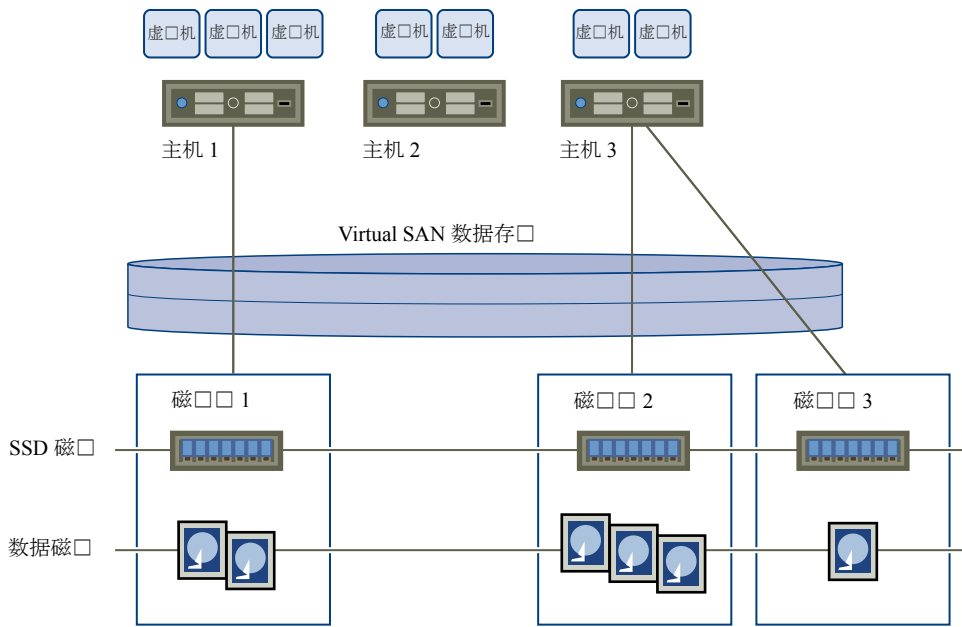 虚□机
虚□机
虚□机
虚□机
虚□机
虚□机
虚□机
主机 1
主机 2
主机 3
Virtual SAN 数据存□
磁□□ 1
磁□□ 2
磁□□ 3
SSD 磁□
数据磁□